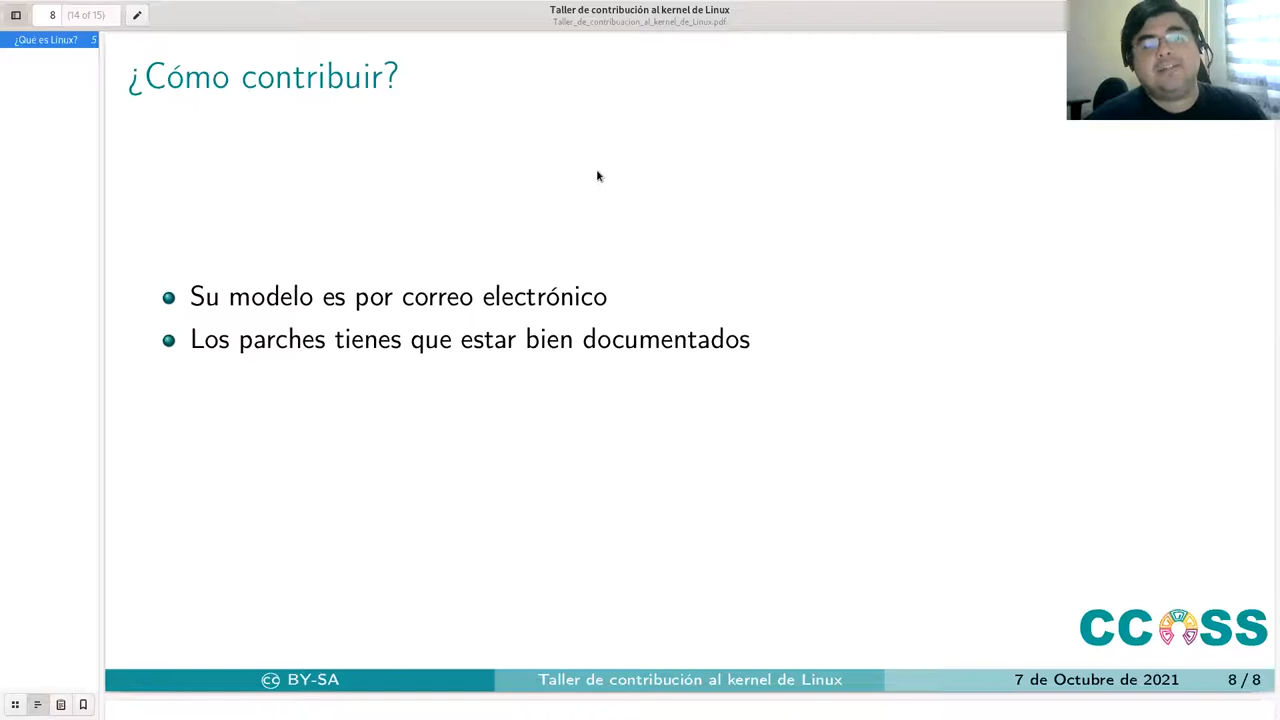 8 (14 of 15)
Taller de contribución al kernel de Linux
Taller_de_contribuacion_al_kernel_de_Linux.pdf
¿Qué es Linux? 5
¿Cómo contribuir?
Su modelo es por correo electrónico
Los parches tienes que estar bien documentados
CCOSS
cc BY-SA
Taller de contribución al kernel de Linux
7 de Octubre de 2021 8 / 8